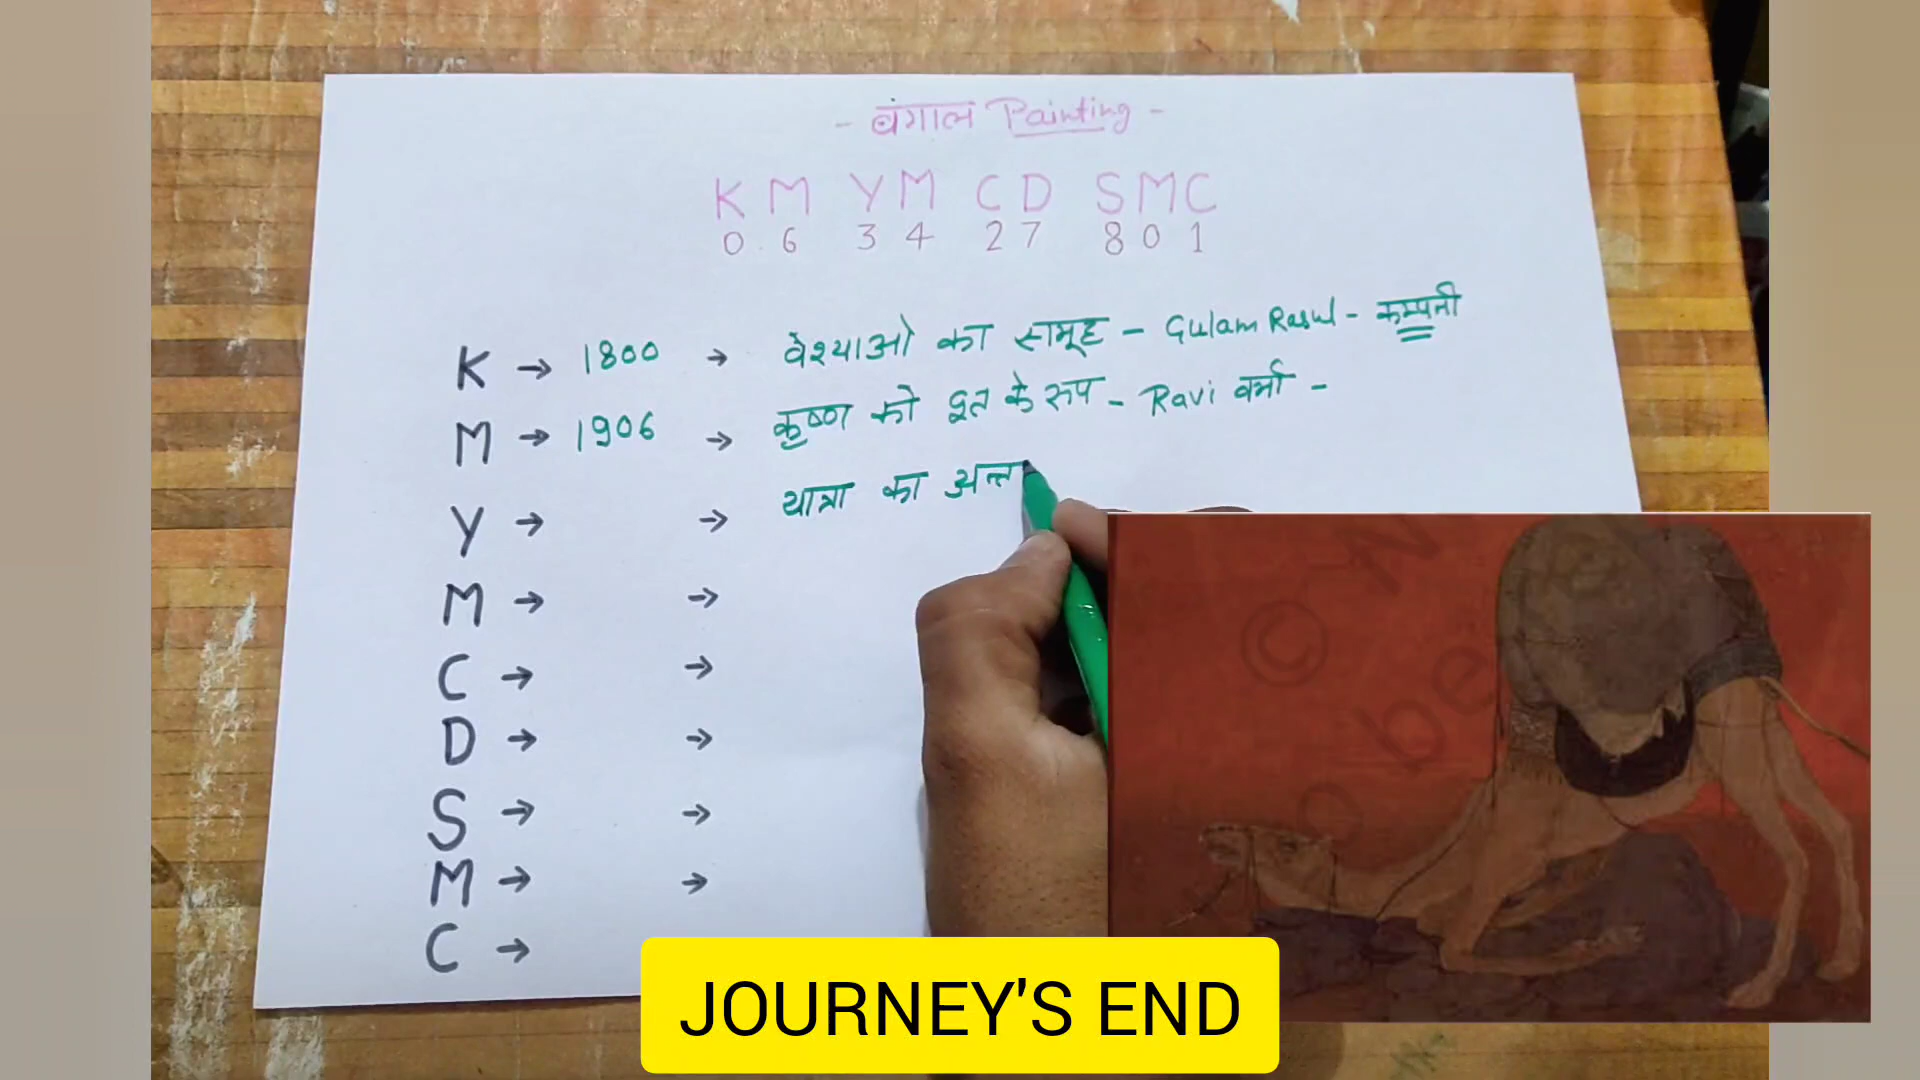 - बंगाल Painting -
K M Y M C D S M C
0 . 6 3 4 2 7 8 0 1
K → 1800 → वेश्याओ का समूह - Gulam Rasul - कम्पनी
M → 1906 → कृष्ण को दूत के रूप - Ravi वर्मा -
Y → → यात्रा का अन्त
M → →
C → →
D → →
S → →
M → →
C →
©
JOURNEY'S END